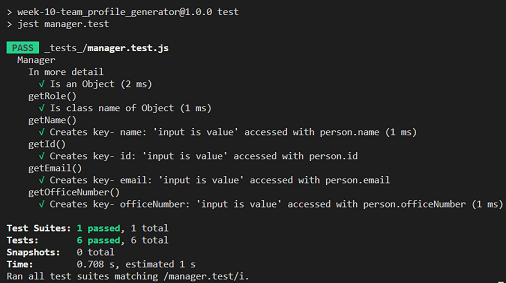 > week-10-team_profile_generator@1.0.0 test
> jest manager.test
PASS _tests_/manager.test.js
Manager
In more detail
√ Is an Object (2 ms)
getRole()
√ Is class name of Object (1 ms)
getName()
√ Creates key- name: 'input is value' accessed with person.name (1 ms)
getId()
√ Creates key- id: 'input is value' accessed with person.id
getEmail()
√ Creates key- email: 'input is value' accessed with person.email
getOfficeNumber()
√ Creates key- officeNumber: 'input is value' accessed with person.officeNumber (1 ms)
Test Suites: 1 passed, 1 total
Tests: 6 passed, 6 total
Snapshots: 0 total
Time: 0.708 s, estimated 1 s
Ran all test suites matching /manager.test/i.